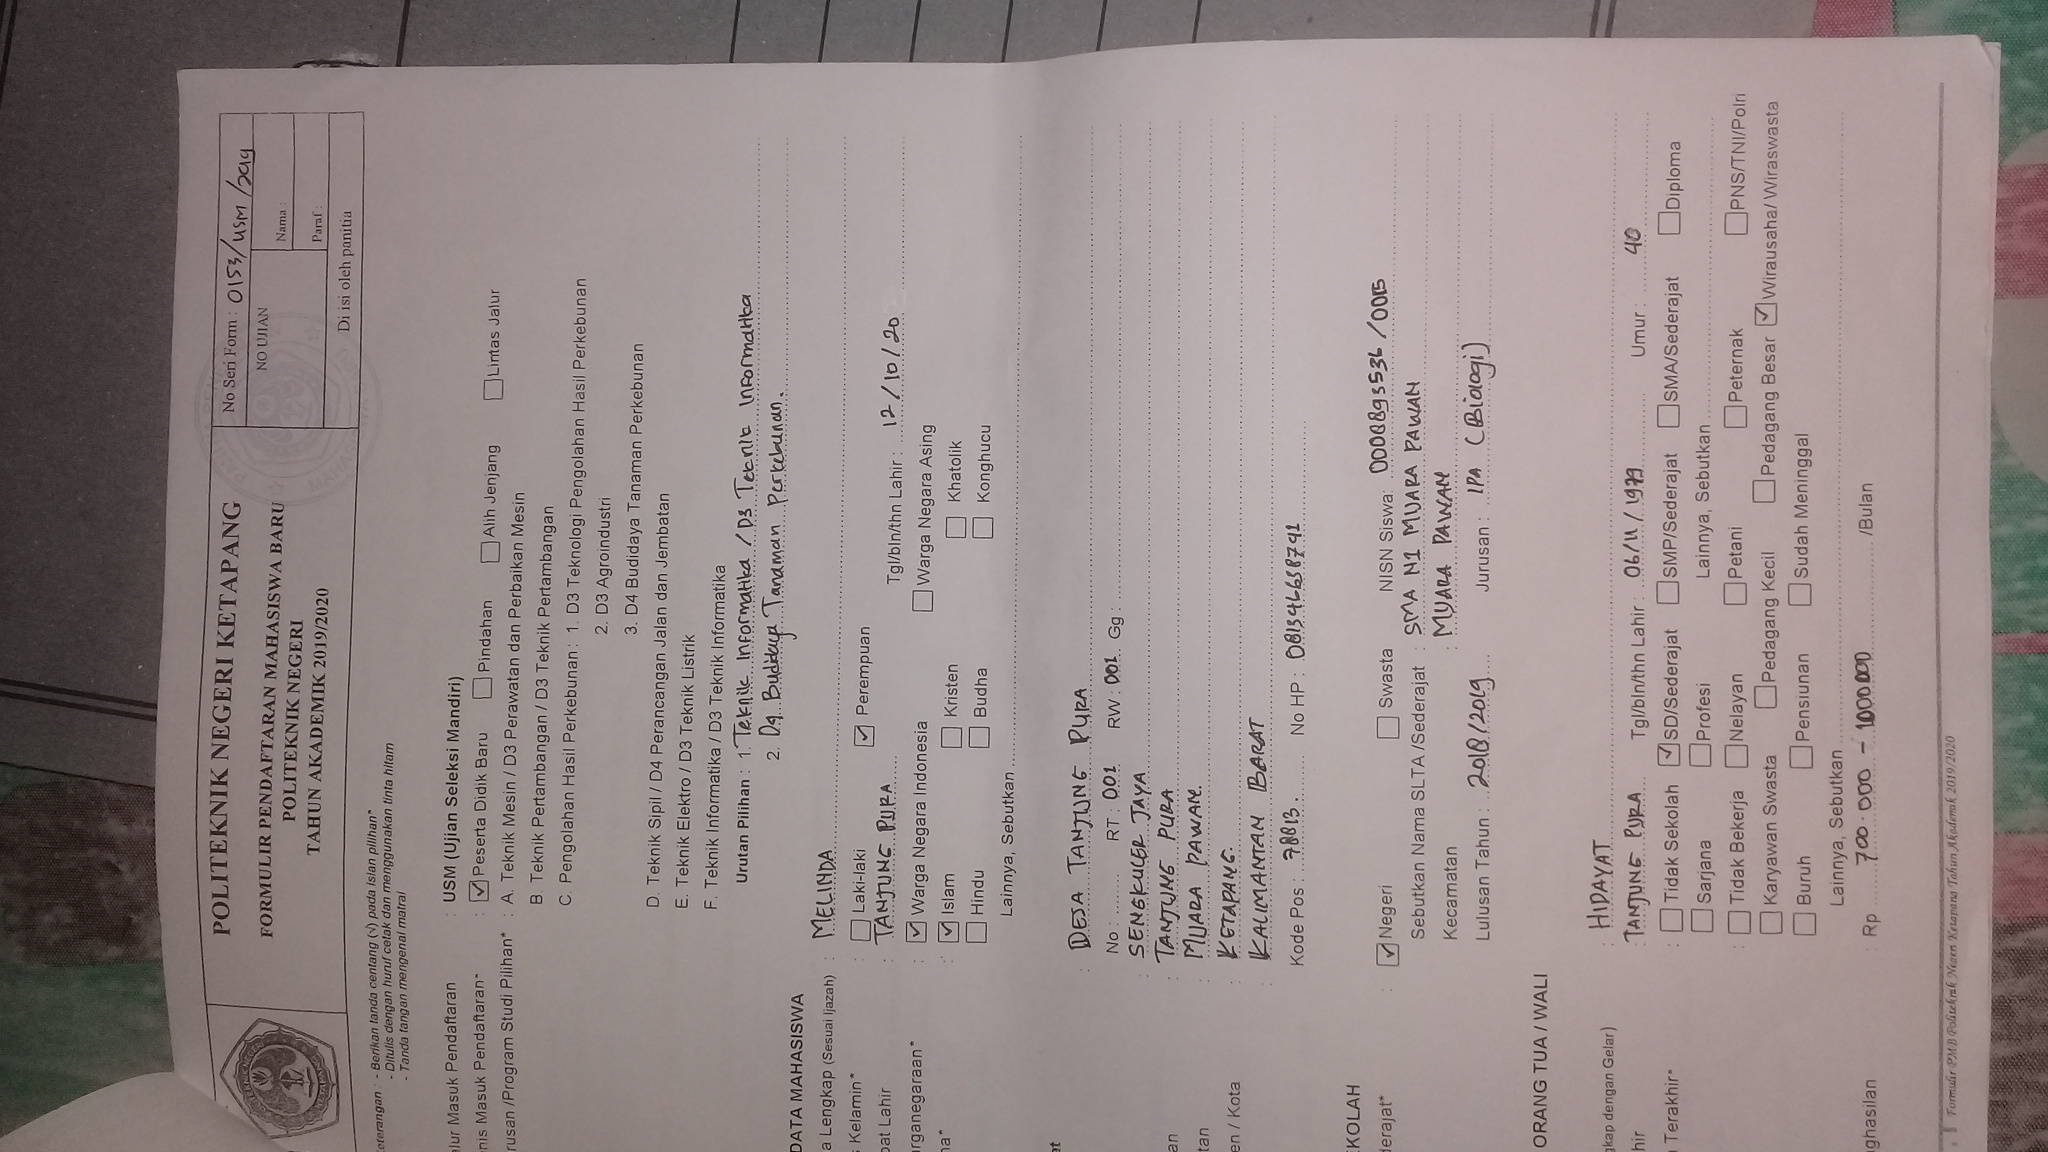 POLITEKNIK NEGERI KETAPANG
FORMULIR PENDAFTARAN MAHASISWA BARU
POLITEKNIK NEGERI
TAHUN AKADEMIK 2019/2020
No Seri Form : 0153/USM/2019
NO UJIAN
Nama :
Paraf :
Di isi oleh panitia
eterangan : - Berikan tanda centang (√) pada isian pilihan*
- Ditulis dengan huruf cetak dan menggunakan tinta hitam
- Tanda tangan mengenai matrai
alur Masuk Pendaftaran : USM (Ujian Seleksi Mandiri)
nis Masuk Pendaftaran* : ☑ Peserta Didik Baru ☐ Pindahan ☐ Alih Jenjang ☐ Lintas Jalur
rusan /Program Studi Pilihan* : A. Teknik Mesin / D3 Perawatan dan Perbaikan Mesin
B. Teknik Pertambangan / D3 Teknik Pertambangan
C. Pengolahan Hasil Perkebunan : 1. D3 Teknologi Pengolahan Hasil Perkebunan
2. D3 Agroindustri
3. D4 Budidaya Tanaman Perkebunan
D. Teknik Sipil / D4 Perancangan Jalan dan Jembatan
E. Teknik Elektro / D3 Teknik Listrik
F. Teknik Informatika / D3 Teknik Informatika
Urutan Pilihan : 1. Teknik Informatika / D3 Teknik Informatika
2. D4 Budidaya Tanaman Perkebunan.
DATA MAHASISWA
a Lengkap (Sesuai Ijazah) : MELINDA
s Kelamin* : ☐ Laki-laki ☑ Perempuan
pat Lahir : TANJUNG PURA Tgl/bln/thn Lahir : 12/10/20
arganegaraan* : ☑ Warga Negara Indonesia ☐ Warga Negara Asing
na* : ☑ Islam ☐ Kristen ☐ Khatolik
☐ Hindu ☐ Budha ☐ Konghucu
Lainnya, Sebutkan
at
: DESA TANJUNG PURA
No : RT : 001 RW : 001 Gg :
: SENGKULER JAYA
an : TANJUNG PURA
tan : MUARA PAWAN.
en / Kota : KETAPANG.
: KALIMANTAN BARAT
Kode Pos : 78813. No HP :
EKOLAH
derajat* : ☑ Negeri ☐ Swasta NISN Siswa:
Sebutkan Nama SLTA /Sederajat : SMA N1 MUARA PAWAN
Kecamatan : MUARA PAWAN
Lulusan Tahun : 2018/2019 Jurusan : IPA (Biologi)
ORANG TUA / WALI
gkap dengan Gelar) : HIDAYAT
hir : TANJUNG PURA Tgl/bln/thn Lahir : 06/11/1979 Umur : 40
n Terakhir* : ☐ Tidak Sekolah ☑ SD/Sederajat ☐ SMP/Sederajat ☐ SMA/Sederajat ☐ Diploma
☐ Sarjana ☐ Profesi Lainnya, Sebutkan
: ☐ Tidak Bekerja ☐ Nelayan ☐ Petani ☐ Peternak ☐ PNS/TNI/Polri
☐ Karyawan Swasta ☐ Pedagang Kecil ☐ Pedagang Besar ☑ Wirausaha/ Wiraswasta
☐ Buruh ☐ Pensiunan ☐ Sudah Meninggal
Lainnya, Sebutkan
nghasilan : Rp 700.000 - 1000000 /Bulan
Formulir PMB Politeknik Negeri Ketapang Tahun Akademik 2019/2020